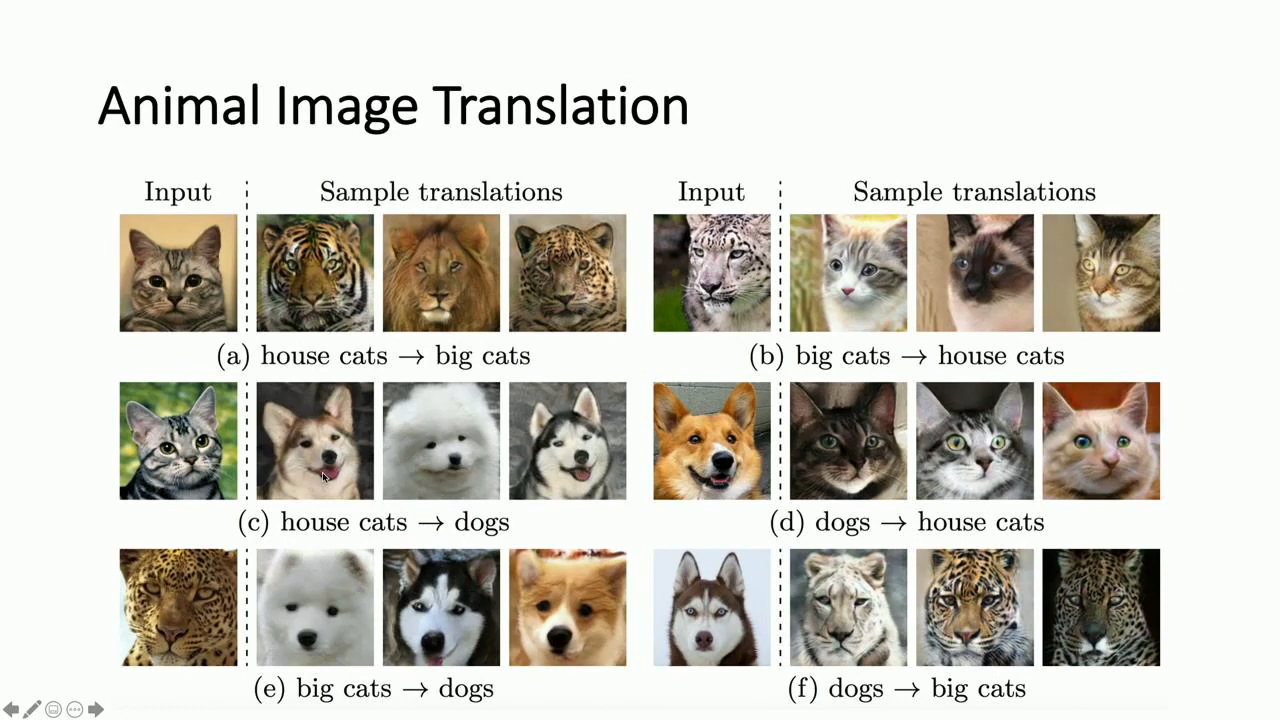 Animal Image Translation
Input
Sample translations
Input
Sample translations
(a) house cats → big cats
(b) big cats → house cats
(c) house cats → dogs
(d) dogs → house cats
(e) big cats → dogs
(f) dogs → big cats